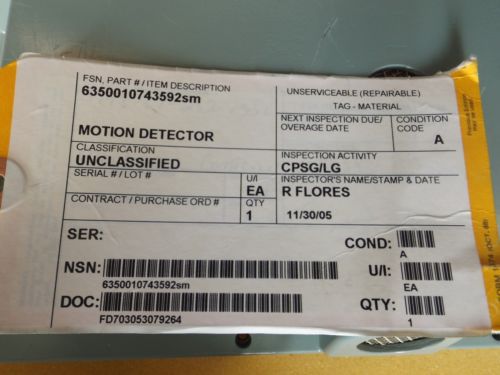 FSN, PART # / ITEM DESCRIPTION
6350010743592sm
MOTION DETECTOR
UNSERVICEABLE (REPAIRABLE)
TAG - MATERIAL
NEXT INSPECTION DUE/
OVERAGE DATE
CONDITION
CODE
A
CLASSIFICATION
UNCLASSIFIED
INSPECTION ACTIVITY
CPSG/LG
SERIAL # / LOT #
U/I
EA
INSPECTOR'S NAME/STAMP & DATE
R FLORES
CONTRACT / PURCHASE ORD #
QTY
1
11/30/05
SER:
COND:
A
NSN:
6350010743592sm
U/I:
EA
DOC:
FD703053079264
QTY:
1